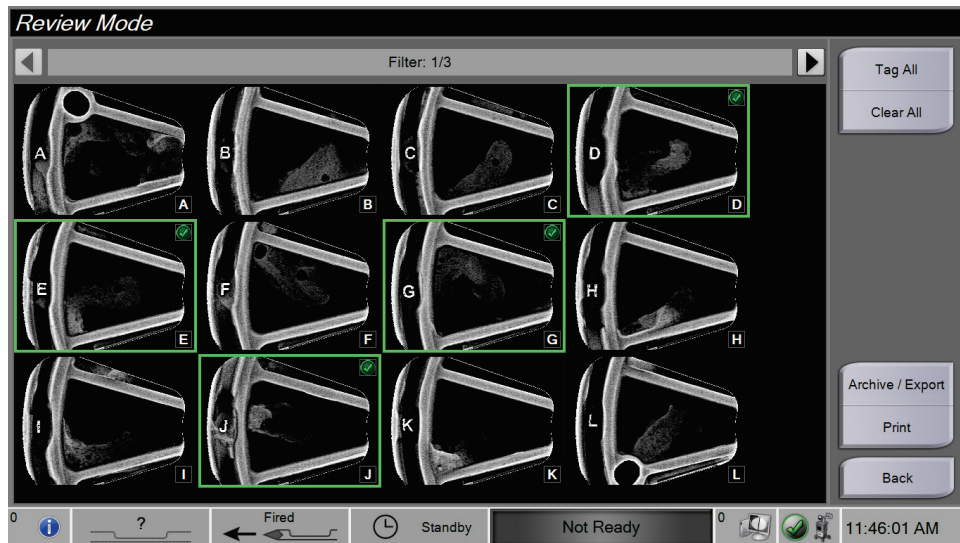 Review Mode
Filter: 1/3
Tag All
Clear All
A
A
B
B
C
C
D
D
E
E
F
F
G
G
H
H
I
I
J
J
K
K
L
L
Archive / Export
Print
Back
0
?
Fired
Standby
Not Ready
0
11:46:01 AM